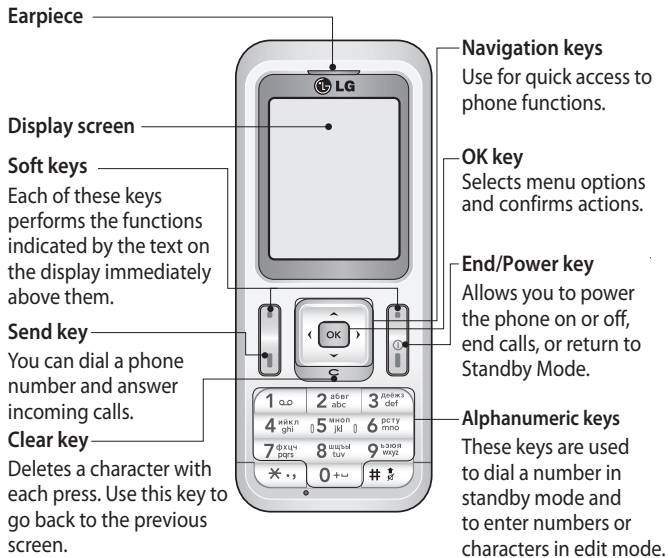 Earpiece
Display screen
Soft keys
Each of these keys
performs the functions
indicated by the text on
the display immediately
above them.
Send key
You can dial a phone
number and answer
incoming calls.
Clear key
Deletes a character with
each press. Use this key to
go back to the previous
screen.
LG
OK
C
1
2 абвг abc
3 деёжз def
4 ийкл ghi
5 мноп jkl
6 рсту mno
7 фхцч pqrs
8 шщъы tuv
9 ьэюя wxyz
* . ,
0 +
#
Navigation keys
Use for quick access to
phone functions.
OK key
Selects menu options
and confirms actions.
End/Power key
Allows you to power
the phone on or off,
end calls, or return to
Standby Mode.
Alphanumeric keys
These keys are used
to dial a number in
standby mode and
to enter numbers or
characters in edit mode.